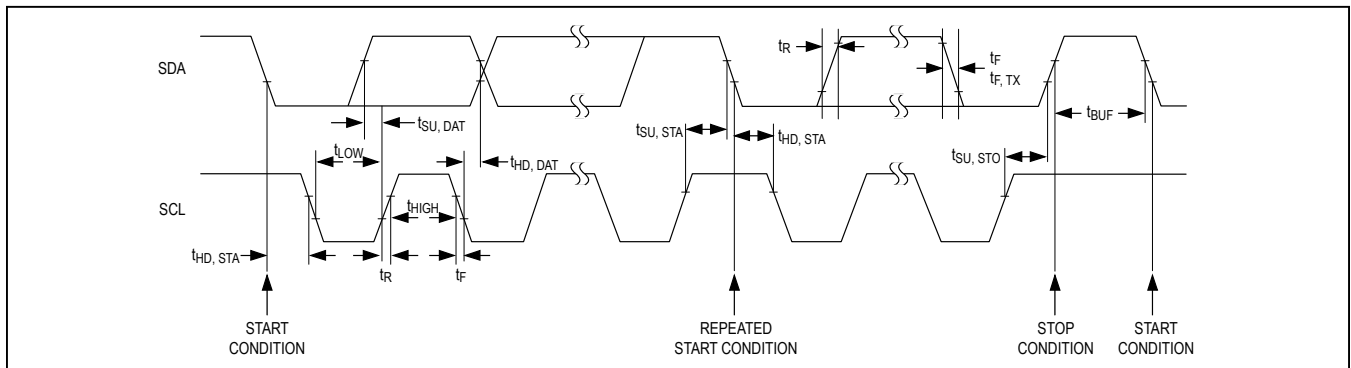 SDA
tR
tF
tF, TX
tSU, DAT
tSU, STA
tHD, STA
tBUF
tLOW
tHD, DAT
tSU, STO
SCL
tHIGH
tHD, STA
tR
tF
START
CONDITION
REPEATED
START CONDITION
STOP
CONDITION
START
CONDITION